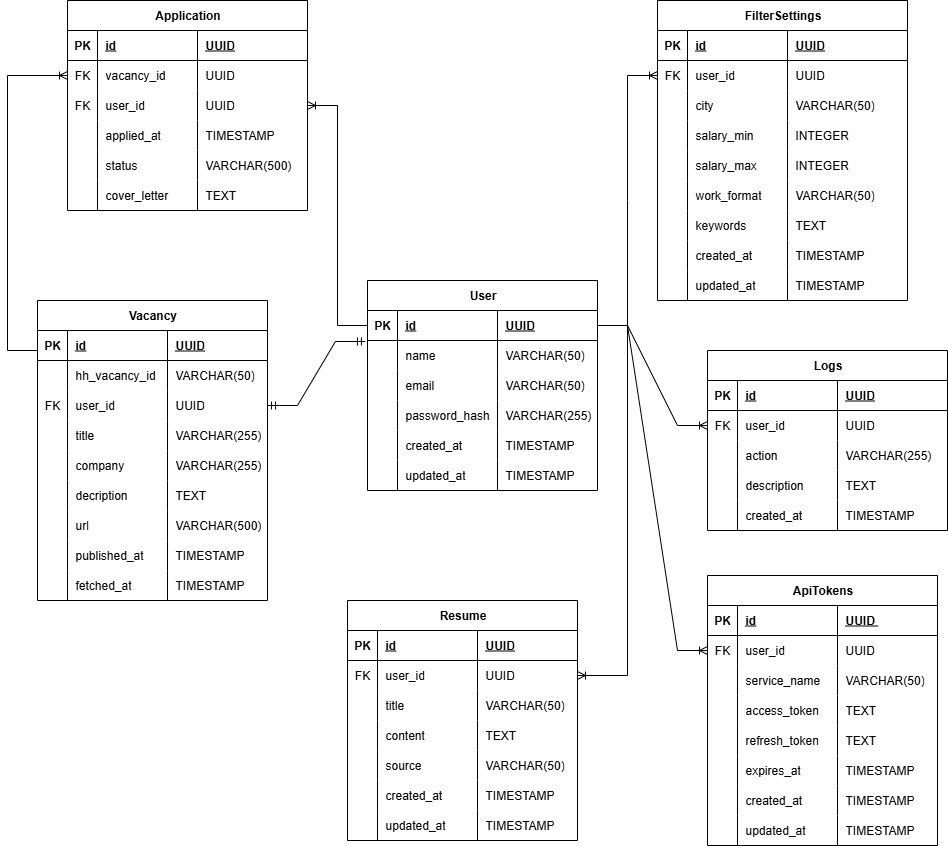 Application
PK id UUID
FK vacancy_id UUID
FK user_id UUID
applied_at TIMESTAMP
status VARCHAR(500)
cover_letter TEXT
FilterSettings
PK id UUID
FK user_id UUID
city VARCHAR(50)
salary_min INTEGER
salary_max INTEGER
work_format VARCHAR(50)
keywords TEXT
created_at TIMESTAMP
updated_at TIMESTAMP
Vacancy
PK id UUID
hh_vacancy_id VARCHAR(50)
FK user_id UUID
title VARCHAR(255)
company VARCHAR(255)
decription TEXT
url VARCHAR(500)
published_at TIMESTAMP
fetched_at TIMESTAMP
User
PK id UUID
name VARCHAR(50)
email VARCHAR(50)
password_hash VARCHAR(255)
created_at TIMESTAMP
updated_at TIMESTAMP
Logs
PK id UUID
FK user_id UUID
action VARCHAR(255)
description TEXT
created_at TIMESTAMP
Resume
PK id UUID
FK user_id UUID
title VARCHAR(50)
content TEXT
source VARCHAR(50)
created_at TIMESTAMP
updated_at TIMESTAMP
ApiTokens
PK id UUID
FK user_id UUID
service_name VARCHAR(50)
access_token TEXT
refresh_token TEXT
expires_at TIMESTAMP
created_at TIMESTAMP
updated_at TIMESTAMP